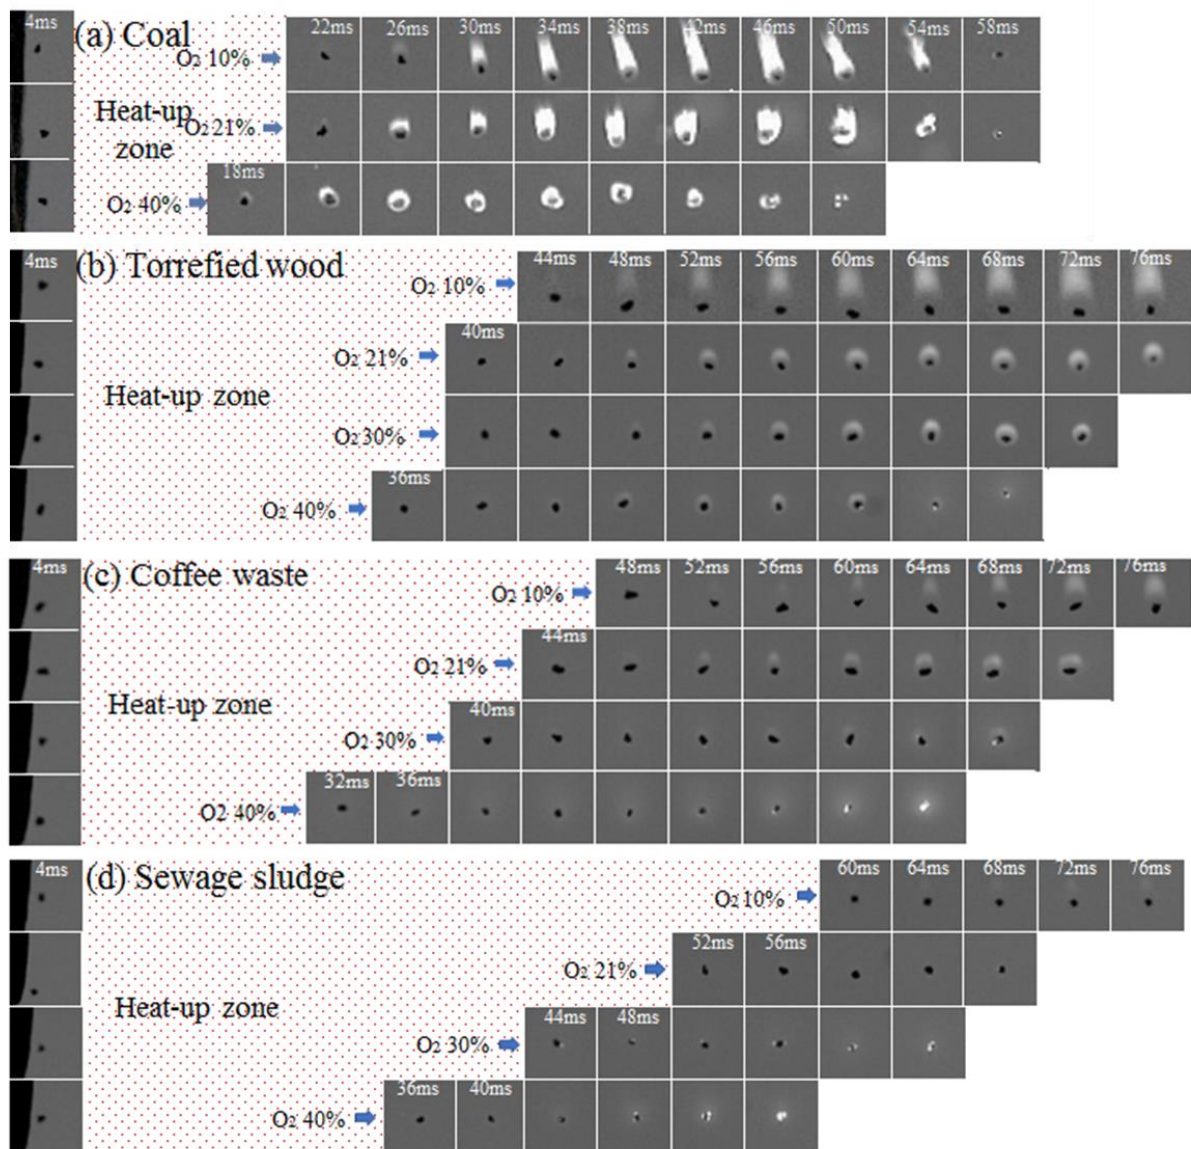 4ms
(a) Coal
22ms 26ms 30ms 34ms 38ms 42ms 46ms 50ms 54ms 58ms
O2 10%
Heat-up
zone
O2 21%
18ms
O2 40%
4ms
(b) Torrefied wood
44ms 48ms 52ms 56ms 60ms 64ms 68ms 72ms 76ms
O2 10%
40ms
O2 21%
Heat-up zone
O2 30%
36ms
O2 40%
4ms
(c) Coffee waste
48ms 52ms 56ms 60ms 64ms 68ms 72ms 76ms
O2 10%
44ms
O2 21%
Heat-up zone
40ms
O2 30%
32ms 36ms
O2 40%
4ms
(d) Sewage sludge
60ms 64ms 68ms 72ms 76ms
O2 10%
52ms 56ms
O2 21%
Heat-up zone
44ms 48ms
O2 30%
36ms 40ms
O2 40%